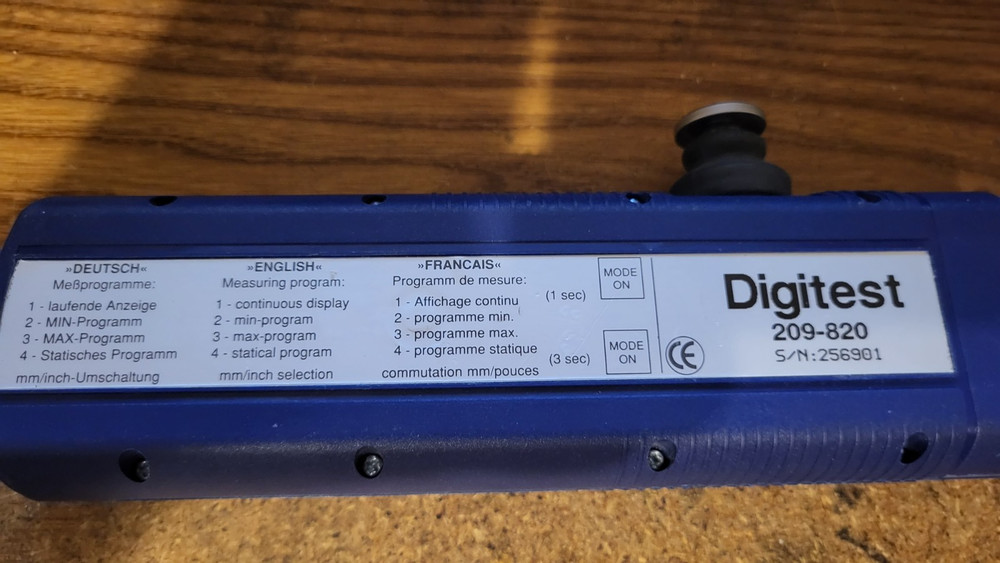 »DEUTSCH«
Meßprogramme:
1 - laufende Anzeige
2 - MIN-Programm
3 - MAX-Programm
4 - Statisches Programm
mm/inch-Umschaltung
»ENGLISH«
Measuring program:
1 - continuous display
2 - min-program
3 - max-program
4 - statical program
mm/inch selection
»FRANCAIS«
Programm de mesure:
1 - Affichage continu
2 - programme min.
3 - programme max.
4 - programme statique
commutation mm/pouces
(1 sec)
MODE
ON
(3 sec)
MODE
ON
CE
Digitest
209-820
S/N:256901